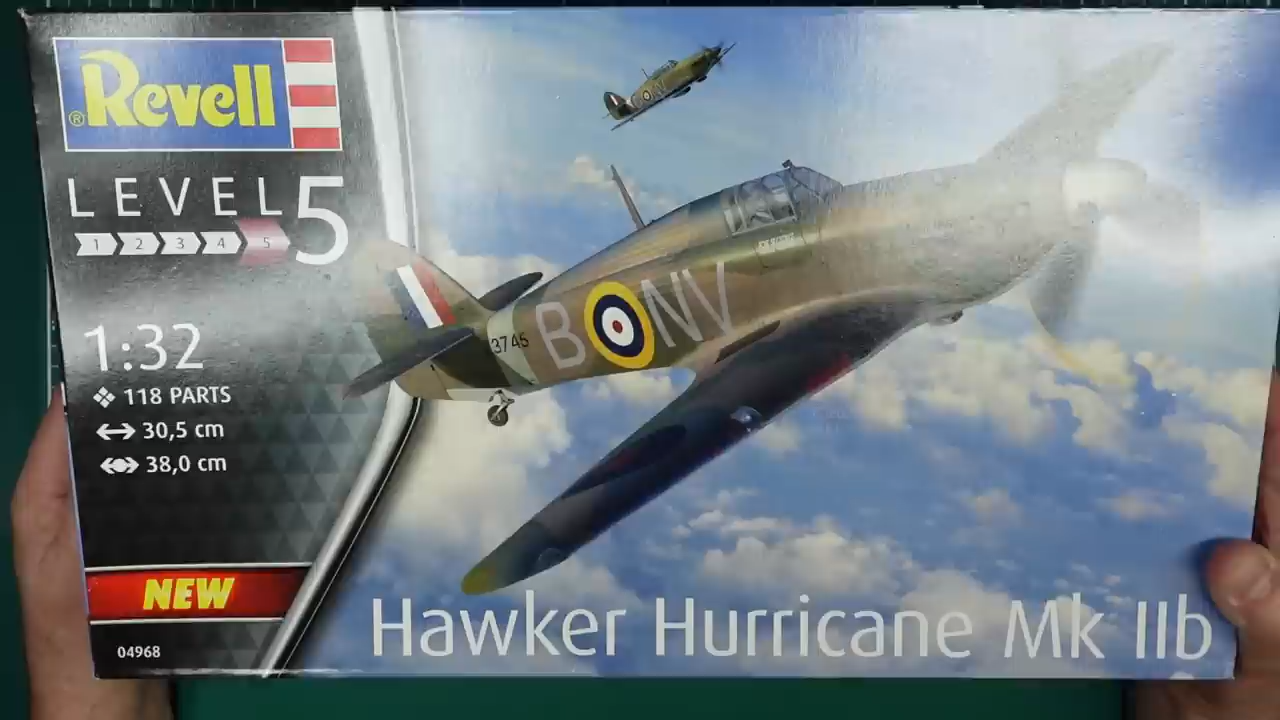 ® Revell
LEVEL 5
1 2 3 4 5
1:32
118 PARTS
30,5 cm
38,0 cm
NEW
04968
3745
B NV
Hawker Hurricane Mk IIb